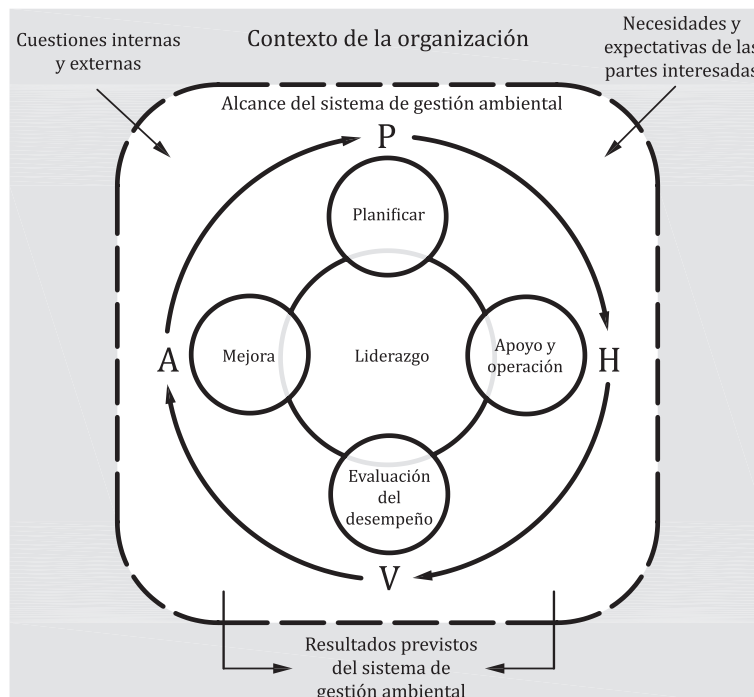 Cuestiones internas
y externas
Contexto de la organización
Necesidades y
expectativas de las
partes interesadas
Alcance del sistema de gestión ambiental
P
Planificar
A
Mejora
Liderazgo
Apoyo y
operación
H
Evaluación
del
desempeño
V
Resultados previstos
del sistema de
gestión ambiental